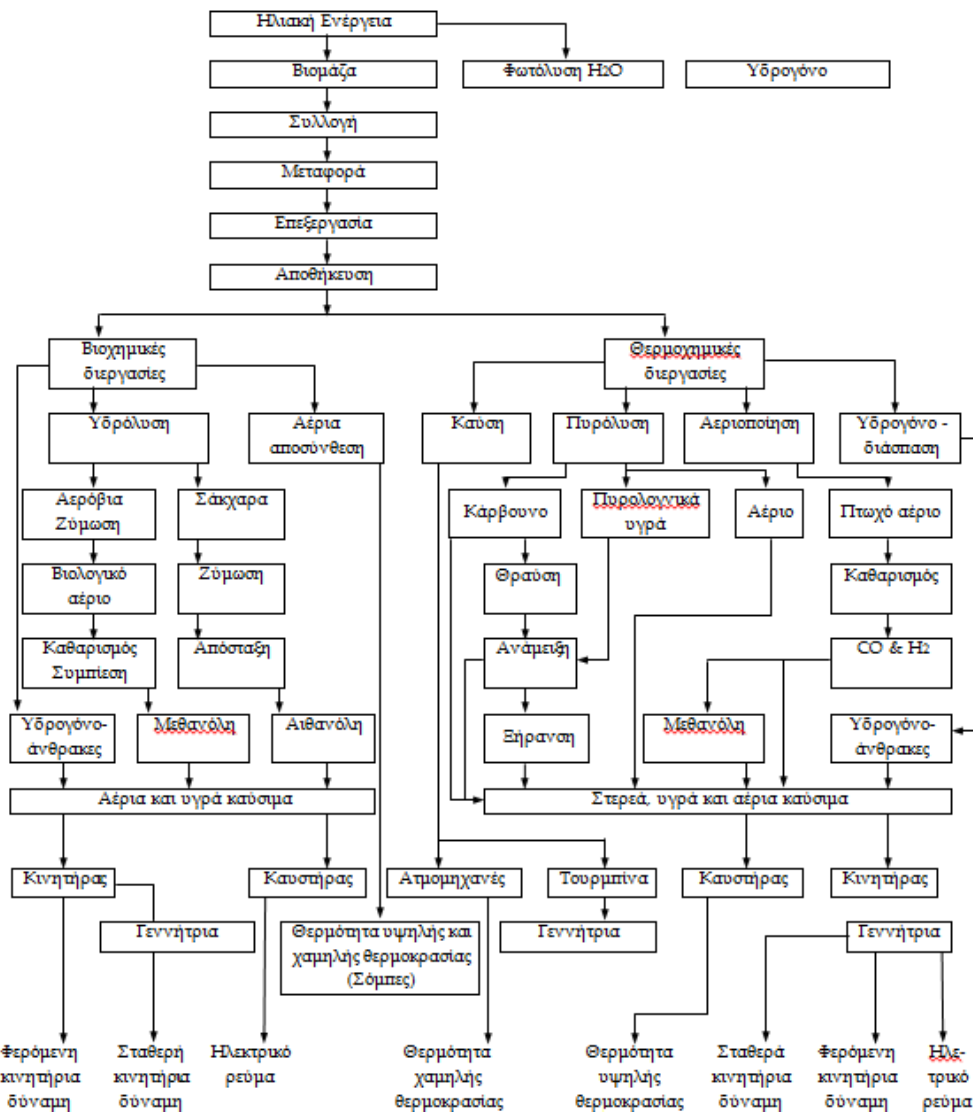 Ηλιακή Ενέργεια
Βιομάζα
Φωτόλυση H2O
Υδρογόνο
Συλλογή
Μεταφορά
Επεξεργασία
Αποθήκευση
Βιοχημικές
διεργασίες
Θερμοχημικές
διεργασίες
Υδρόλυση
Αέρια
αποσύνθεση
Καύση
Πυρόλυση
Αεριοποίηση
Υδρογόνο -
διάσπαση
Αερόβια
Ζύμωση
Σάκχαρα
Κάρβουνο
Πυρολογνικά
υγρά
Αέριο
Πτωχό αέριο
Βιολογικό
αέριο
Ζύμωση
Θραύση
Καθαρισμός
Καθαρισμός
Συμπίεση
Απόσταξη
Ανάμειξη
CO & H2
Υδρογόνο-
άνθρακες
Μεθανόλη
Αιθανόλη
Ξήρανση
Μεθανόλη
Υδρογόνο-
άνθρακες
Αέρια και υγρά καύσιμα
Στερεά, υγρά και αέρια καύσιμα
Κινητήρας
Καυστήρας
Ατμομηχανές
Τουρμπίνα
Καυστήρας
Κινητήρας
Γεννήτρια
Θερμότητα υψηλής και
χαμηλής θερμοκρασίας
(Σόμπες)
Γεννήτρια
Γεννήτρια
Φερόμενη
κινητήρια
δύναμη
Σταθερή
κινητήρια
δύναμη
Ηλεκτρικό
ρεύμα
Θερμότητα
χαμηλής
θερμοκρασίας
Θερμότητα
υψηλής
θερμοκρασίας
Σταθερά
κινητήρια
δύναμη
Φερόμενη
κινητήρια
δύναμη
Ηλε-
τρικό
ρεύμα